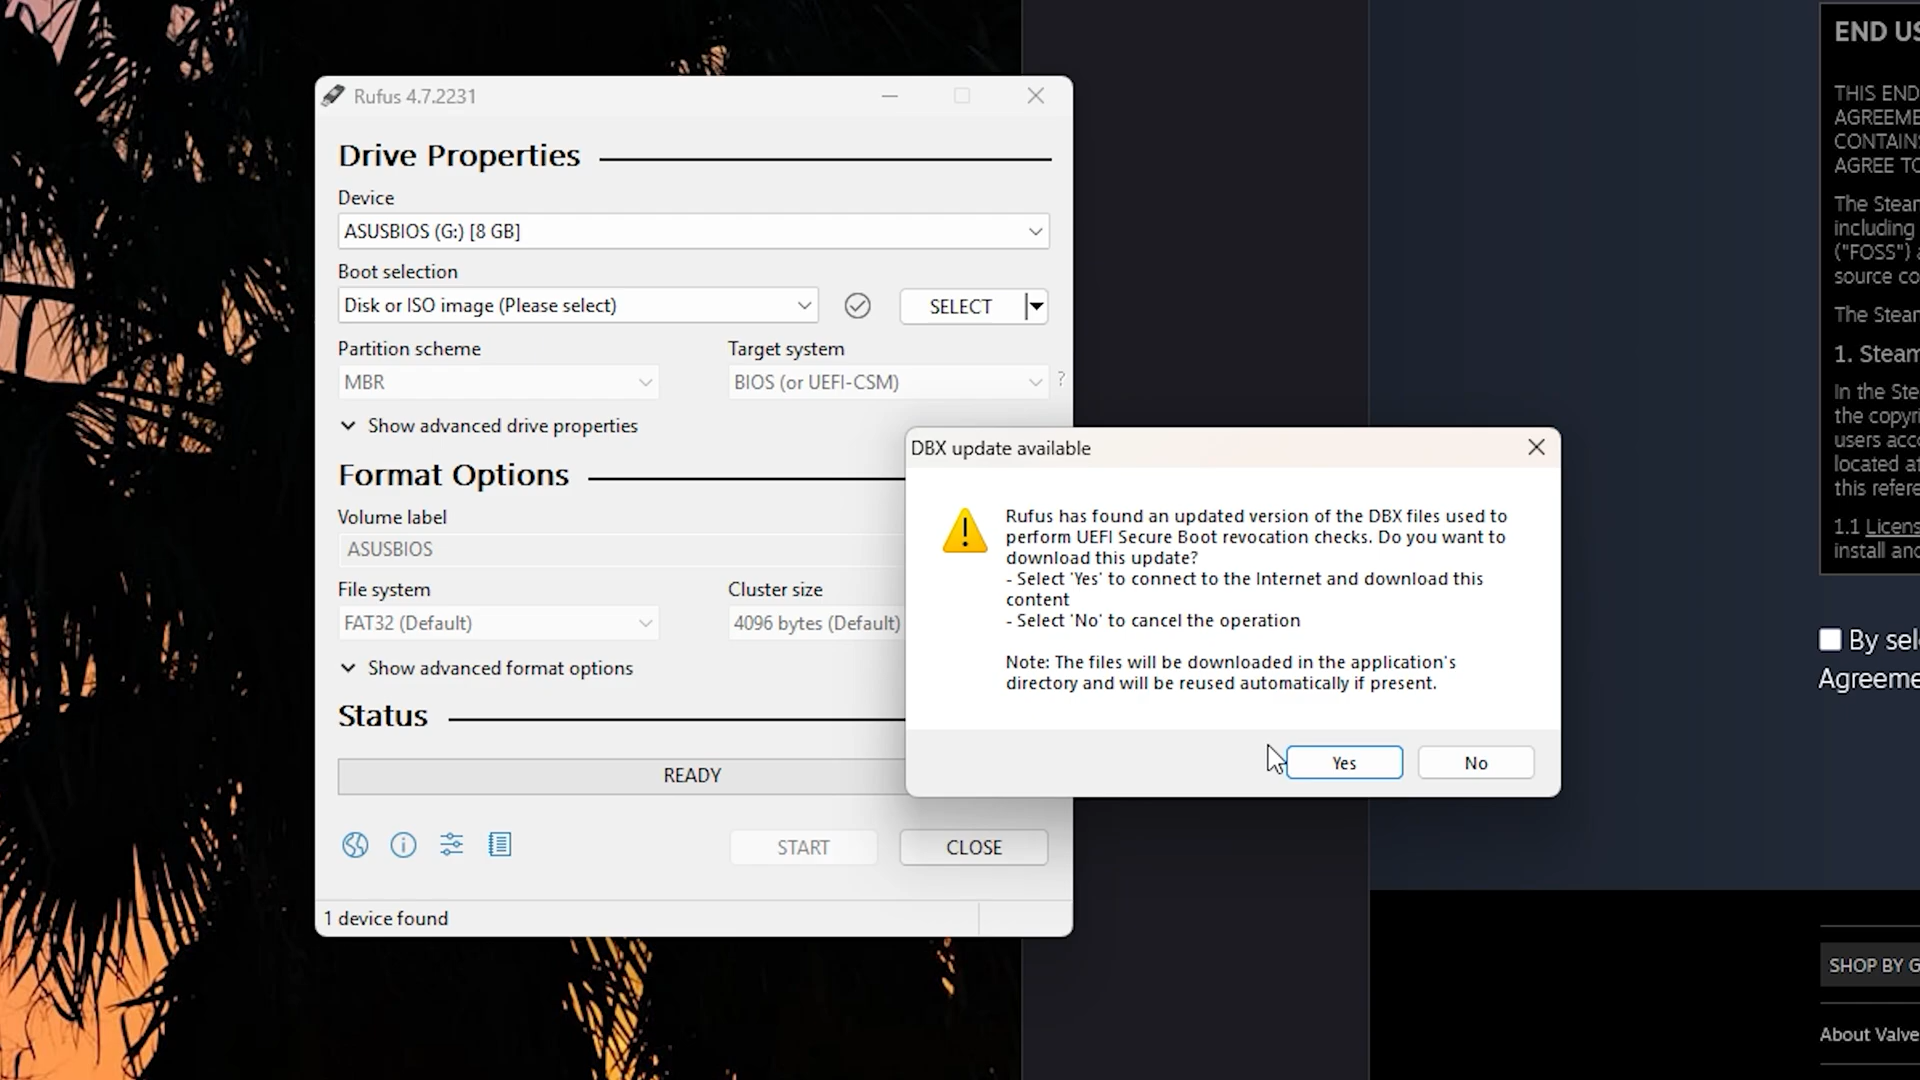 Rufus 4.7.2231
Drive Properties
Device
ASUSBIOS (G:) [8 GB]
Boot selection
Disk or ISO image (Please select)
SELECT
Partition scheme
Target system
MBR
BIOS (or UEFI-CSM)
?
Show advanced drive properties
Format Options
Volume label
ASUSBIOS
File system
Cluster size
FAT32 (Default)
4096 bytes (Default)
Show advanced format options
Status
READY
START
CLOSE
1 device found
DBX update available
Rufus has found an updated version of the DBX files used to
perform UEFI Secure Boot revocation checks. Do you want to
download this update?
- Select 'Yes' to connect to the Internet and download this
content
- Select 'No' to cancel the operation
Note: The files will be downloaded in the application's
directory and will be reused automatically if present.
Yes
No
END US
THIS END
AGREEME
CONTAINS
AGREE TO
The Steam
including
("FOSS") a
source co
The Steam
1. Steam
In the Ste
the copyri
users acco
located at
this refere
1.1 Licens
install and
By sel
Agreeme
SHOP BY G
About Valve